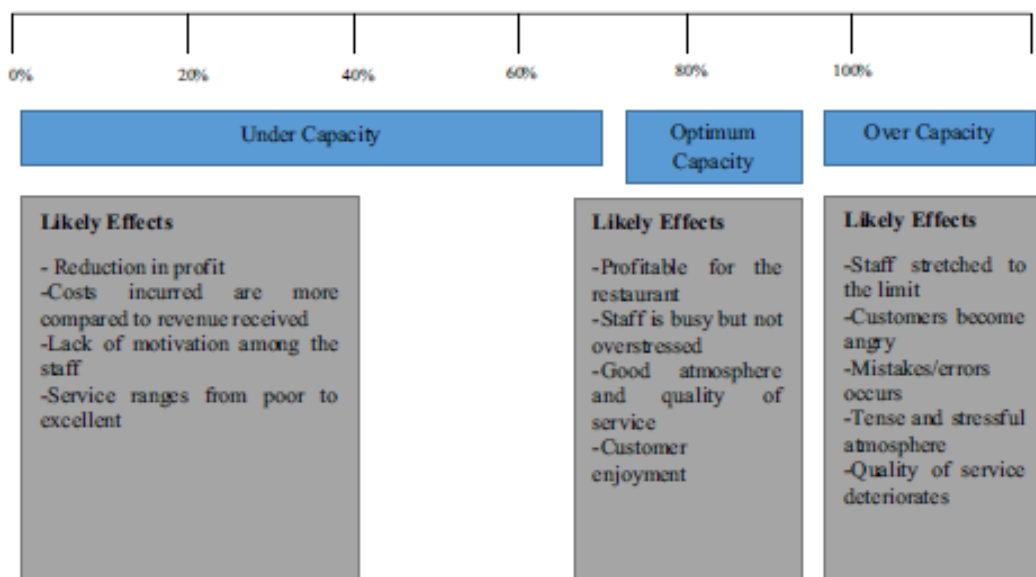 0%
20%
40%
60%
80%
100%
Under Capacity
Optimum
Capacity
Over Capacity
Likely Effects
- Reduction in profit
-Costs incurred are more
compared to revenue received
-Lack of motivation among the
staff
-Service ranges from poor to
excellent
Likely Effects
-Profitable for the
restaurant
-Staff is busy but not
overstressed
-Good atmosphere
and quality of
service
-Customer
enjoyment
Likely Effects
-Staff stretched to
the limit
-Customers become
angry
-Mistakes/errors
occurs
-Tense and stressful
atmosphere
-Quality of service
deteriorates